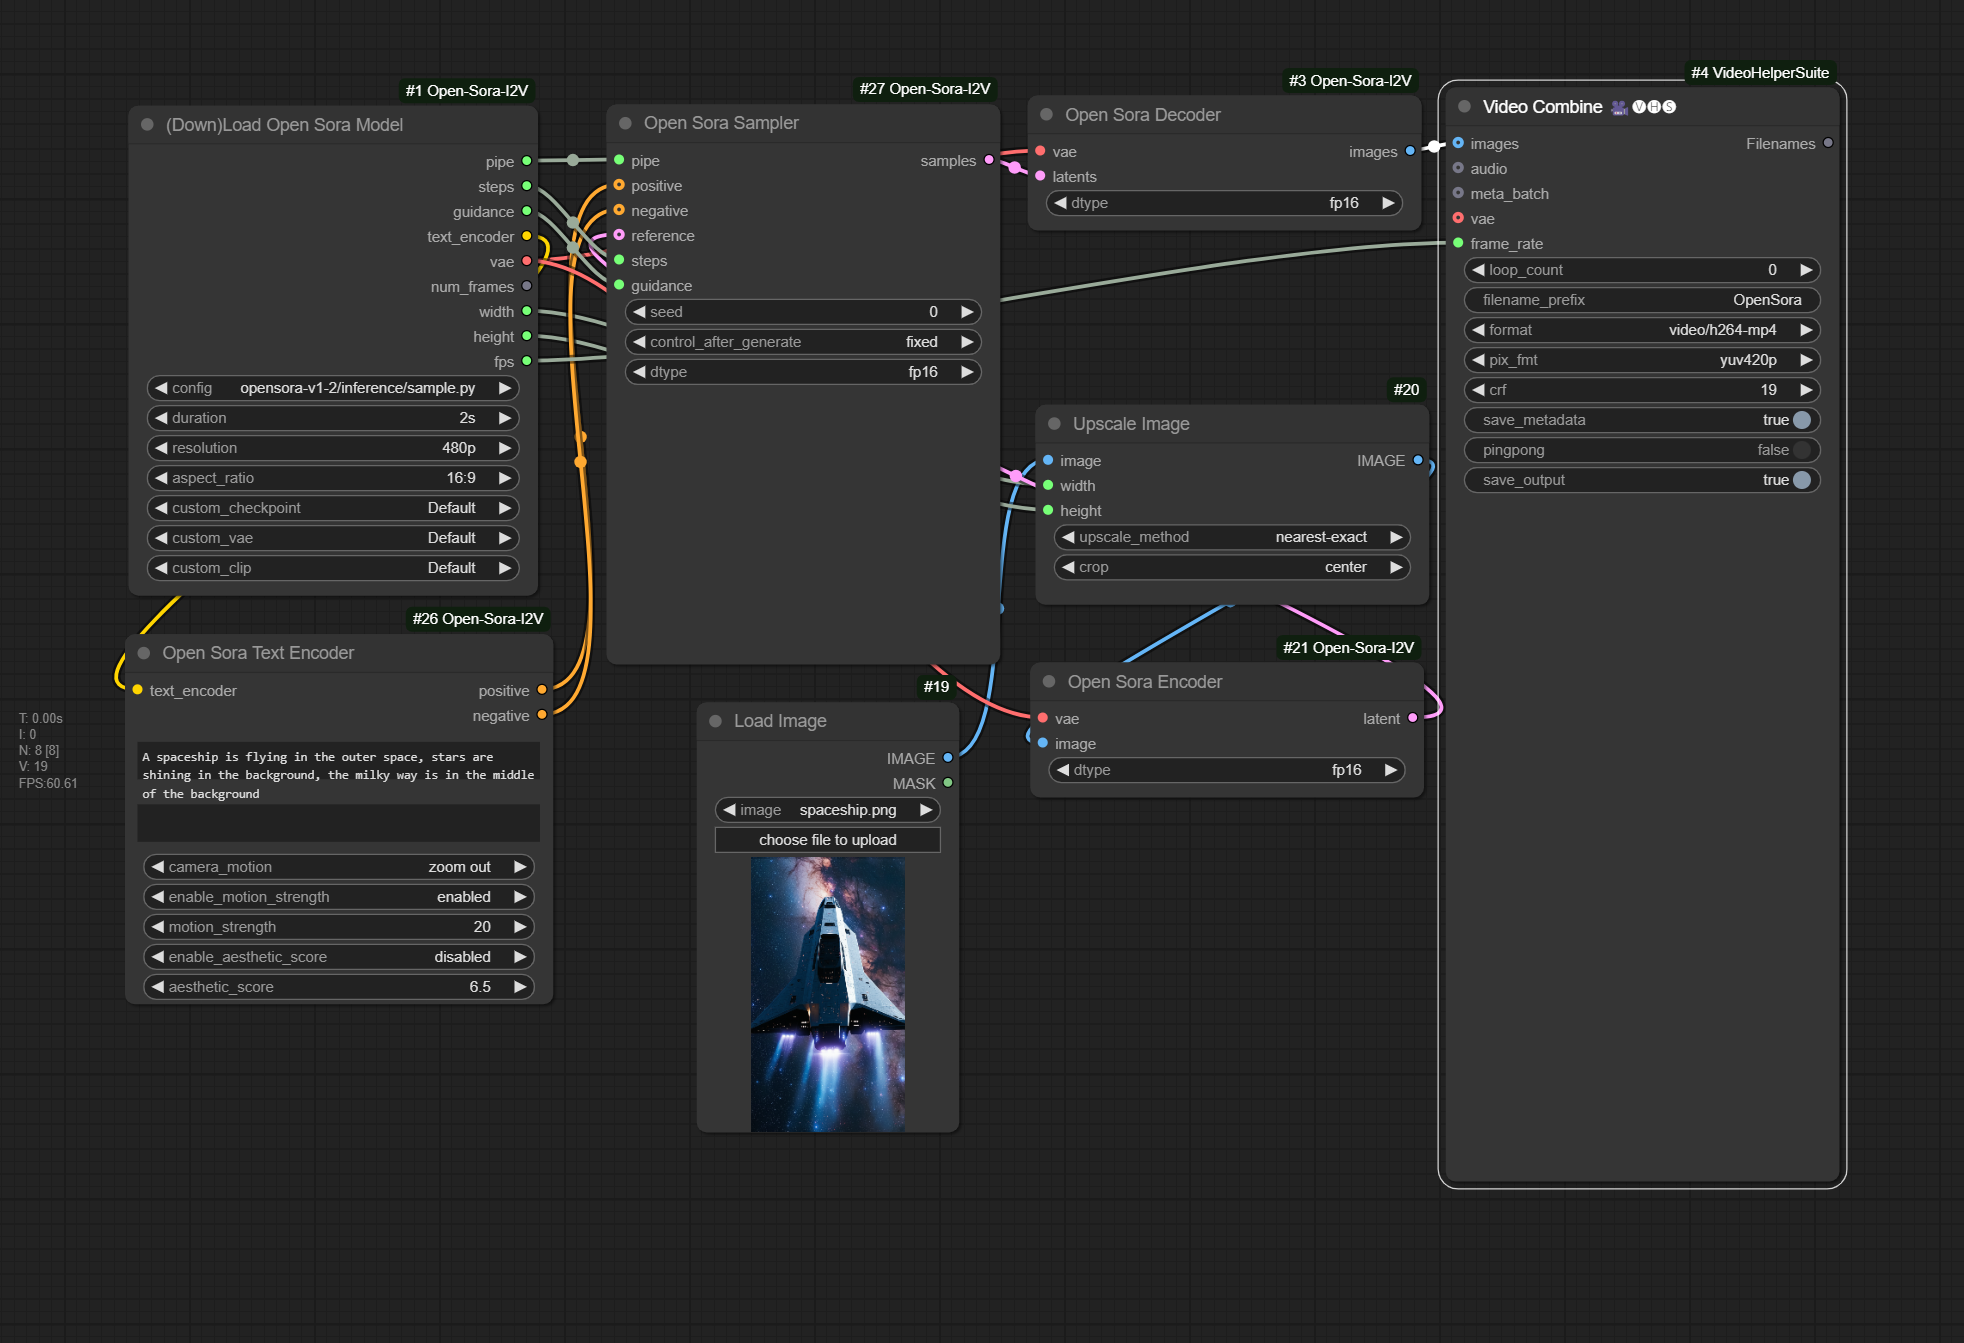 #1 Open-Sora-I2V
(Down)Load Open Sora Model
pipe
steps
guidance
text_encoder
vae
num_frames
width
height
fps
config opensora-v1-2/inference/sample.py
duration 2s
resolution 480p
aspect_ratio 16:9
custom_checkpoint Default
custom_vae Default
custom_clip Default
#26 Open-Sora-I2V
Open Sora Text Encoder
text_encoder positive
negative
A spaceship is flying in the outer space, stars are
shining in the background, the milky way is in the middle
of the background
camera_motion zoom out
enable_motion_strength enabled
motion_strength 20
enable_aesthetic_score disabled
aesthetic_score 6.5
T: 0.00s
I: 0
N: 8 [8]
V: 19
FPS:60.61
#27 Open-Sora-I2V
Open Sora Sampler
pipe samples
positive
negative
reference
steps
guidance
seed 0
control_after_generate fixed
dtype fp16
#19
Load Image
IMAGE
MASK
image spaceship.png
choose file to upload
#3 Open-Sora-I2V
Open Sora Decoder
vae images
latents
dtype fp16
#20
Upscale Image
image IMAGE
width
height
upscale_method nearest-exact
crop center
#21 Open-Sora-I2V
Open Sora Encoder
vae latent
image
dtype fp16
#4 VideoHelperSuite
Video Combine 🎥🅥🅗🅢
images Filenames
audio
meta_batch
vae
frame_rate
loop_count 0
filename_prefix OpenSora
format video/h264-mp4
pix_fmt yuv420p
crf 19
save_metadata true
pingpong false
save_output true